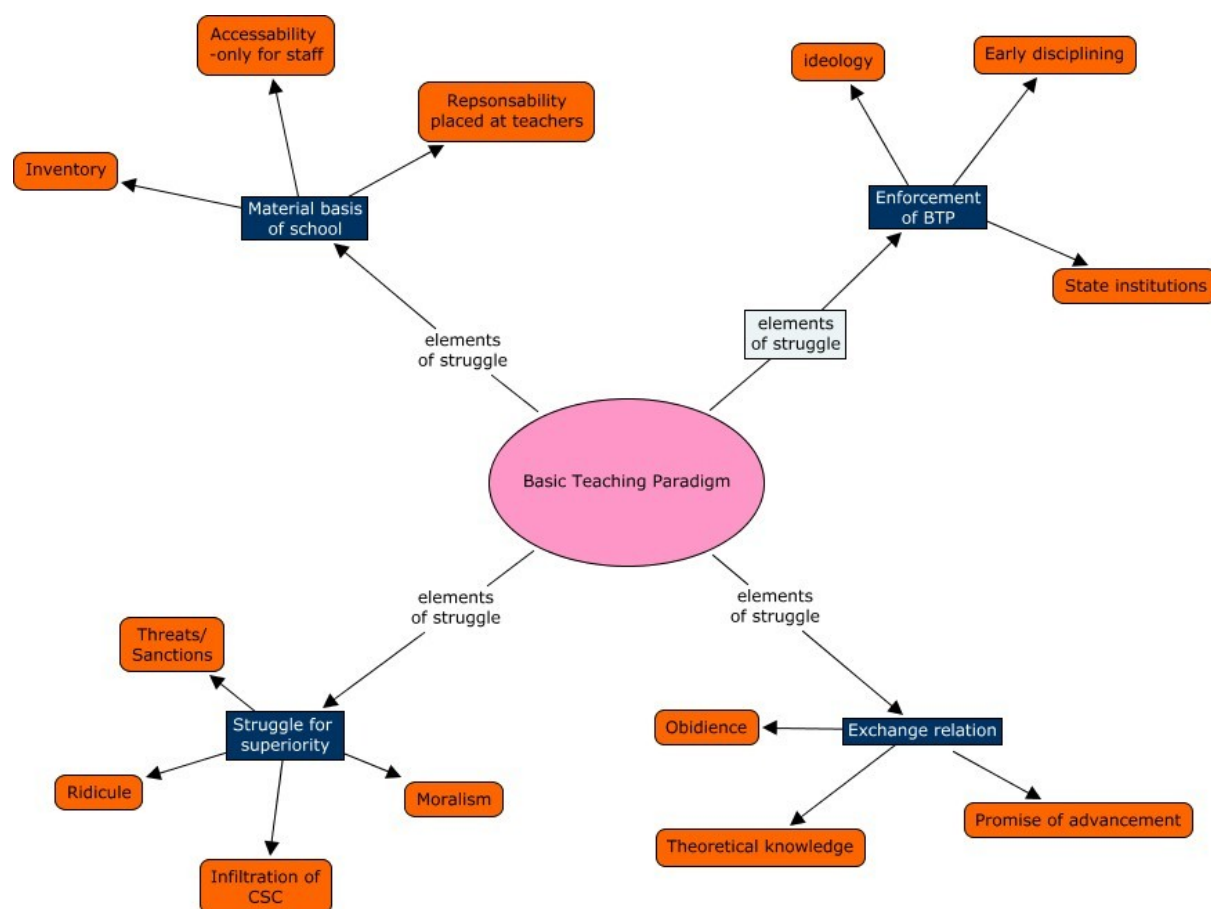 Accessability
-only for staff
Repsonsability
placed at teachers
Inventory
Material basis
of school
ideology
Early disciplining
Enforcement
of BTP
State institutions
elements
of struggle
elements
of struggle
Basic Teaching Paradigm
elements
of struggle
elements
of struggle
Threats/
Sanctions
Struggle for
superiority
Ridicule
Moralism
Infiltration of
CSC
Obidience
Exchange relation
Theoretical knowledge
Promise of advancement